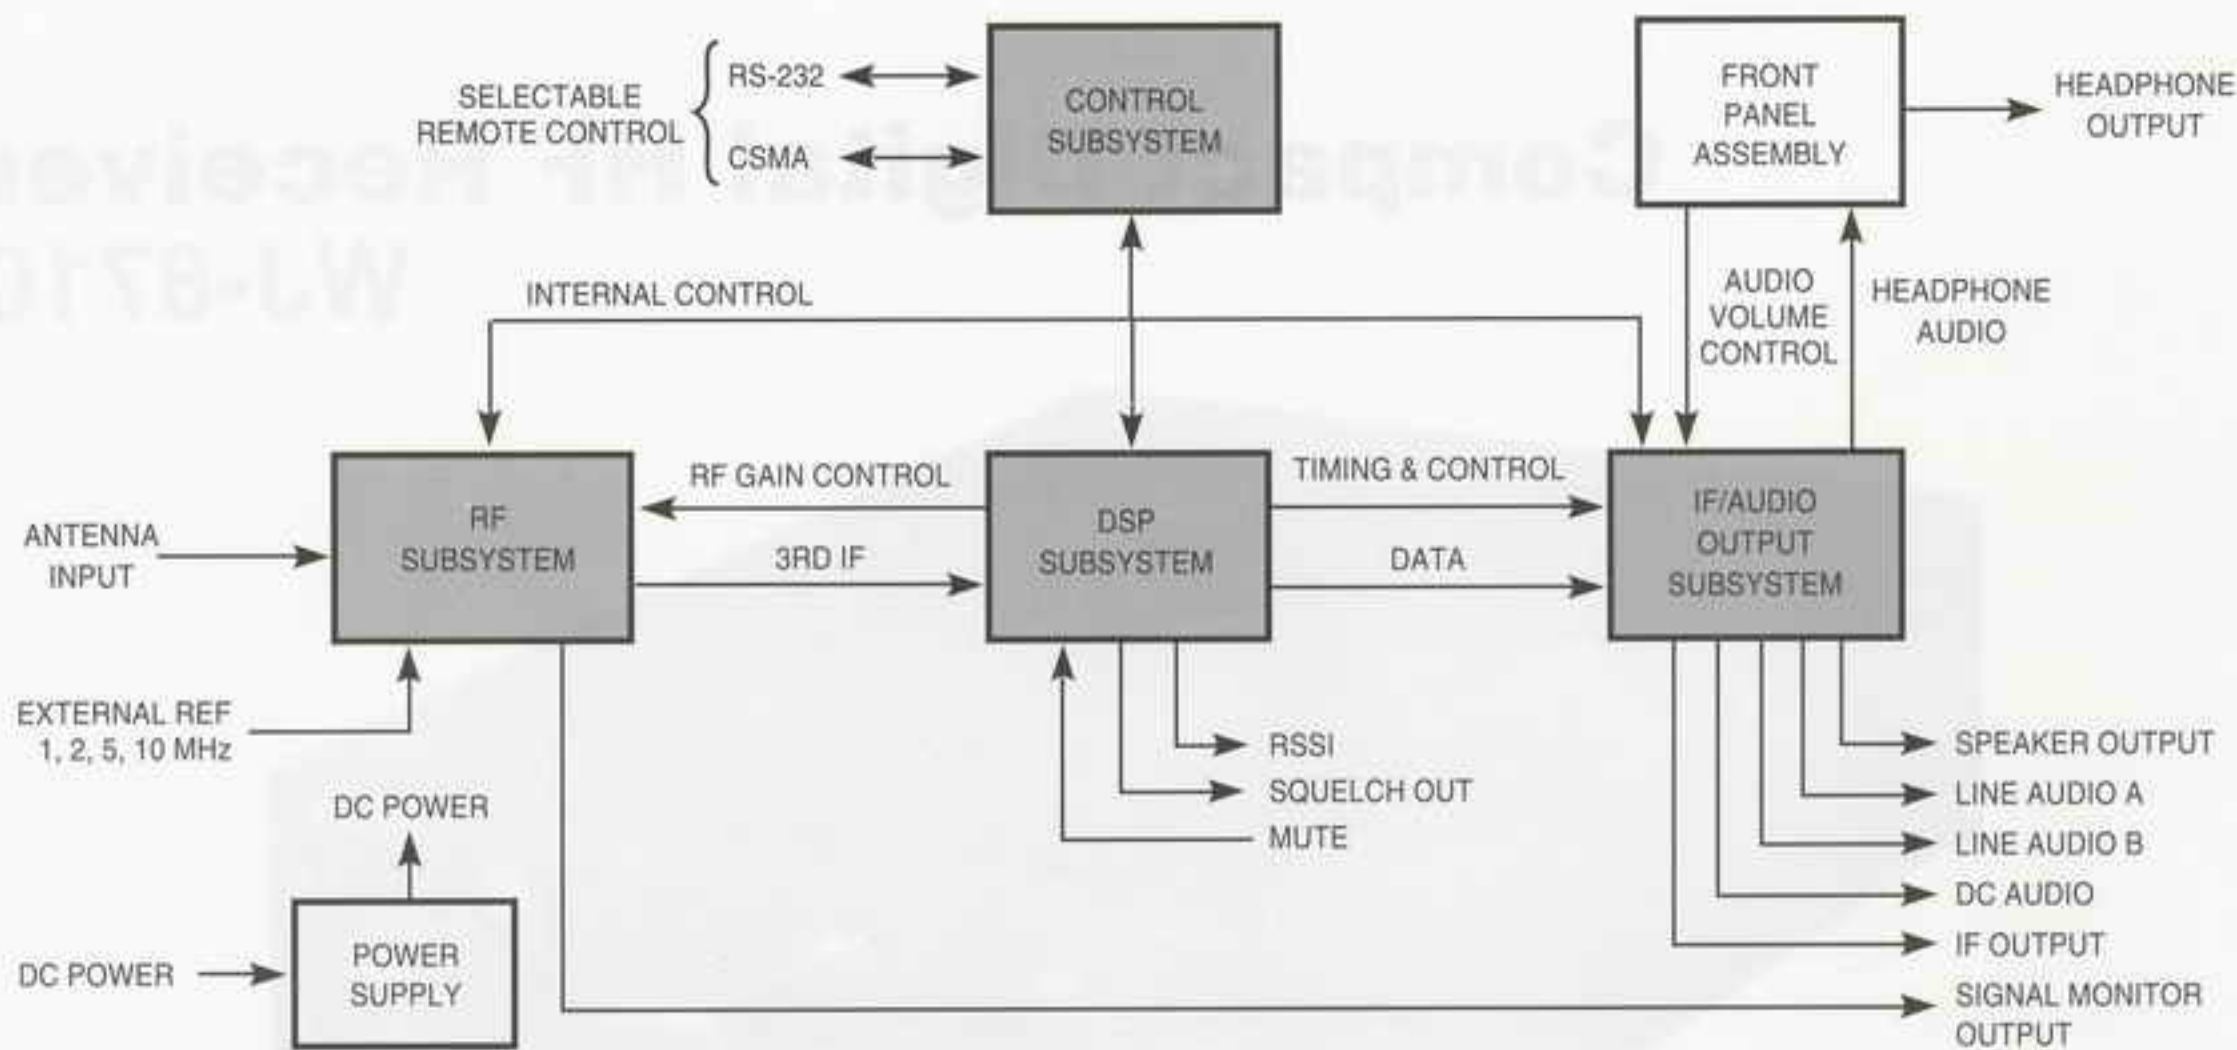 SELECTABLE
REMOTE CONTROL
RS-232
CSMA
CONTROL
SUBSYSTEM
FRONT
PANEL
ASSEMBLY
HEADPHONE
OUTPUT
INTERNAL CONTROL
AUDIO
VOLUME
CONTROL
HEADPHONE
AUDIO
ANTENNA
INPUT
RF
SUBSYSTEM
RF GAIN CONTROL
3RD IF
DSP
SUBSYSTEM
TIMING & CONTROL
DATA
IF/AUDIO
OUTPUT
SUBSYSTEM
EXTERNAL REF
1, 2, 5, 10 MHz
RSSI
SQUELCH OUT
MUTE
SPEAKER OUTPUT
LINE AUDIO A
LINE AUDIO B
DC AUDIO
IF OUTPUT
SIGNAL MONITOR
OUTPUT
DC POWER
DC POWER
POWER
SUPPLY